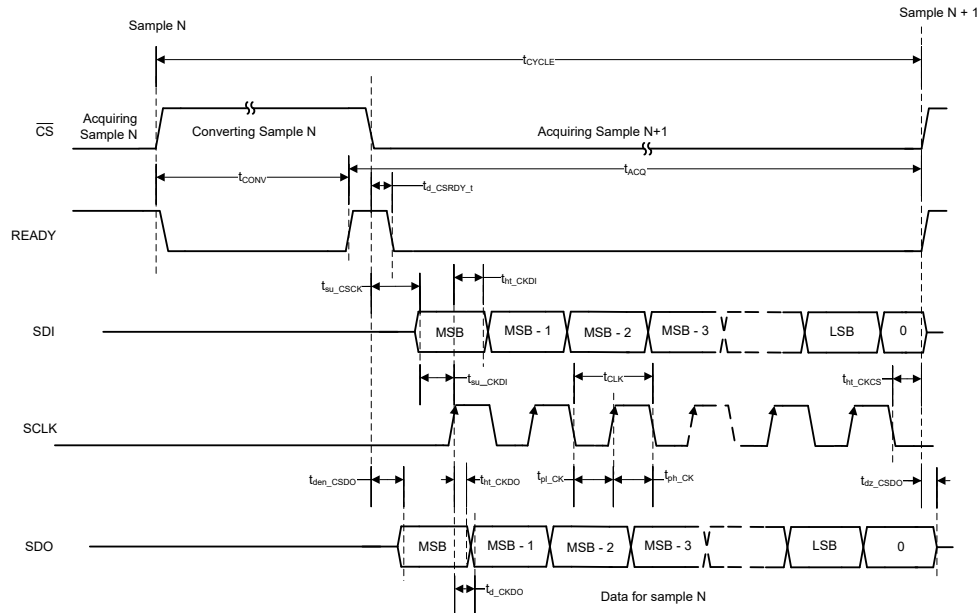 Sample N
Sample N + 1
tCYCLE
CS
Acquiring
Sample N
Converting Sample N
Acquiring Sample N+1
tCONV
tACQ
td_CSRDY_t
READY
tsu_CSCK
tht_CKDI
SDI
MSB
MSB - 1
MSB - 2
MSB - 3
LSB
0
tsu_CKDI
tCLK
tht_CKCS
SCLK
tden_CSDO
tht_CKDO
tpl_CK
tph_CK
tdz_CSDO
SDO
MSB
MSB - 1
MSB - 2
MSB - 3
LSB
0
td_CKDO
Data for sample N